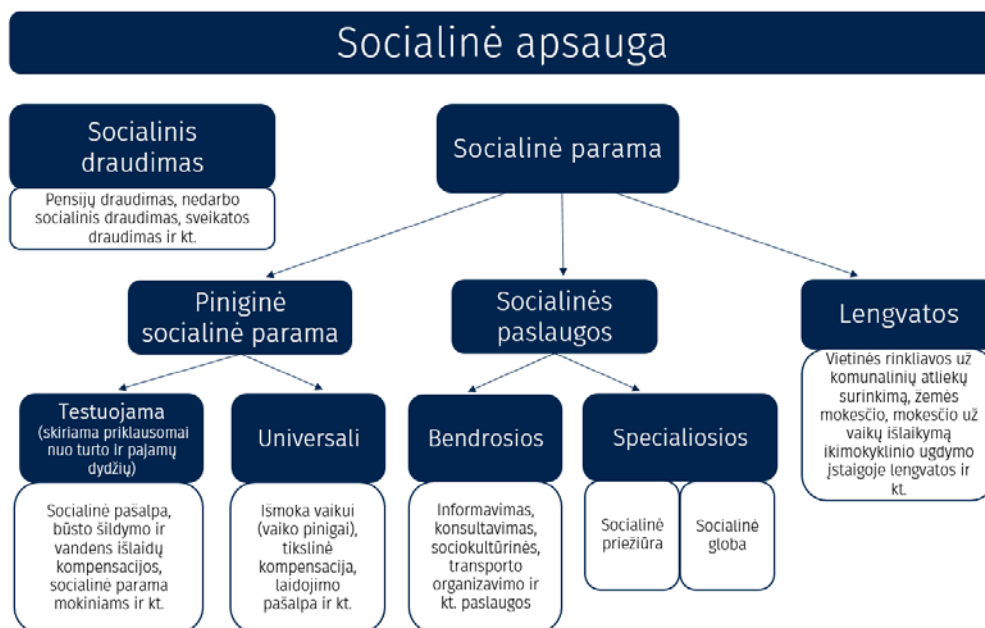 Socialinė apsauga
Socialinis
draudimas
Pensijų draudimas, nedarbo
socialinis draudimas, sveikatos
draudimas ir kt.
Socialinė parama
Piniginė
socialinė parama
Socialinės
paslaugos
Lengvatos
Vietinės rinkliavos už
komunalinių atliekų
surinkimą, žemės
mokesčio, mokesčio už
vaikų išlaikymą
ikimokyklinio ugdymo
įstaigoje lengvatos ir
kt.
Testuojama
(skiriama priklausomai
nuo turto ir pajamų
dydžių)
Socialinė pašalpa,
būsto šildymo ir
vandens išlaidų
kompensacijos,
socialinė parama
mokiniams ir kt.
Universali
Išmoka vaikui
(vaiko pinigai),
tikslinė
kompensacija,
laidojimo
pašalpa ir kt.
Bendrosios
Informavimas,
konsultavimas,
sociokultūrinės,
transporto
organizavimo ir
kt. paslaugos
Specialiosios
Socialinė
priežiūra
Socialinė
globa